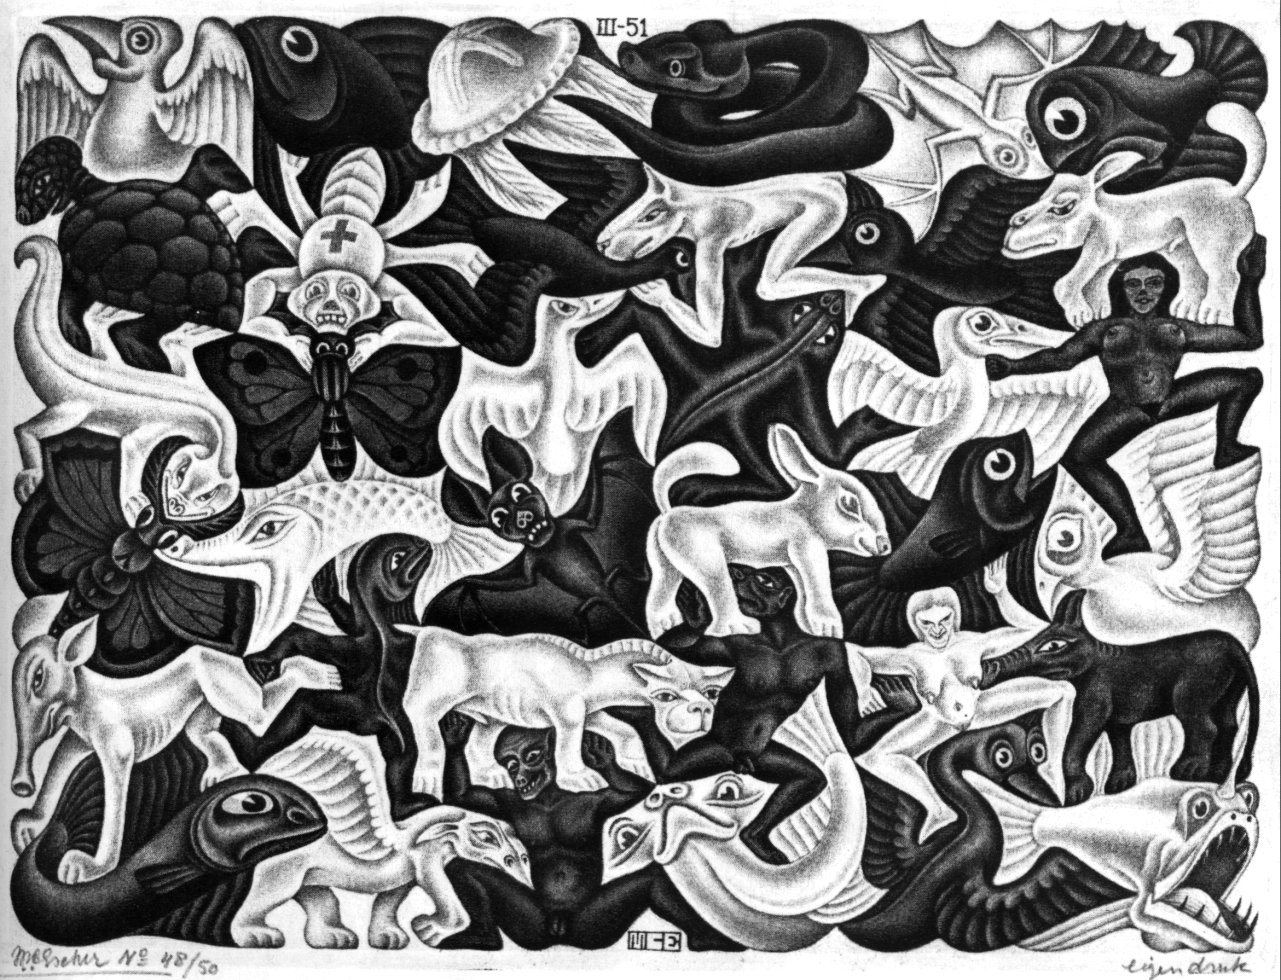 III-51
MCE
MCEscher No 48/50
eigen druk